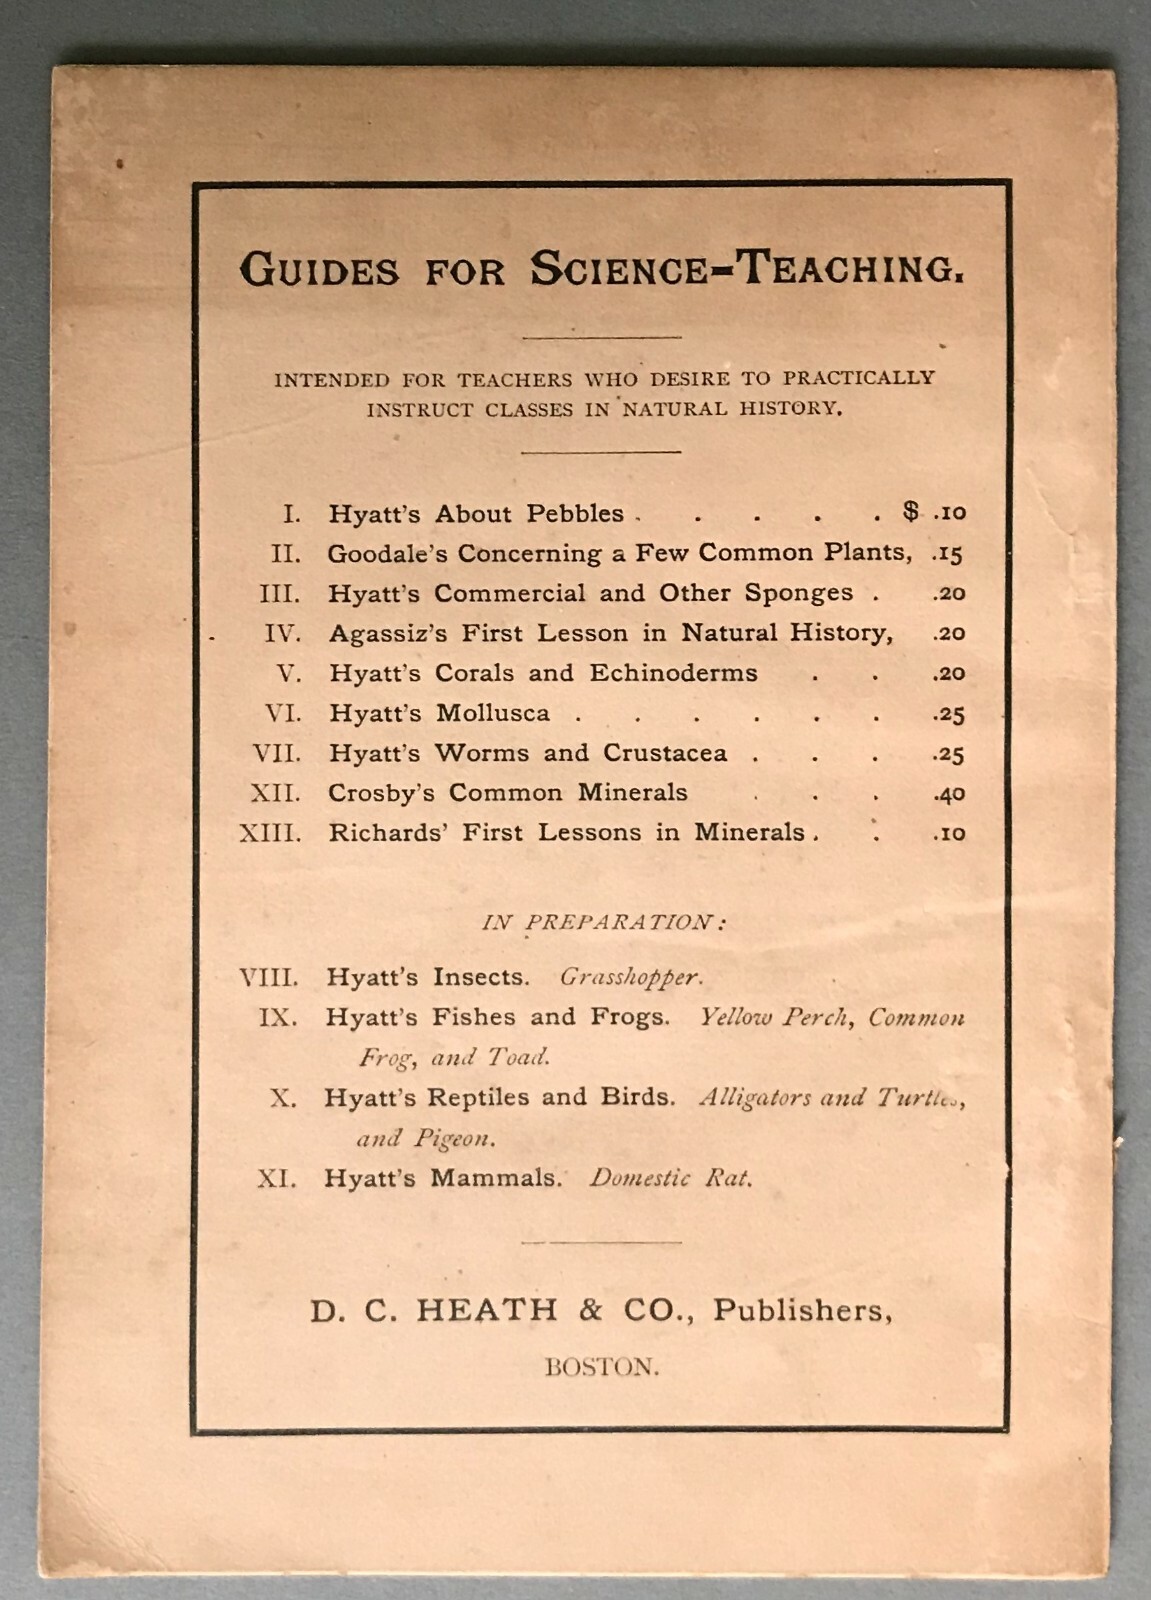 GUIDES FOR SCIENCE-TEACHING.
INTENDED FOR TEACHERS WHO DESIRE TO PRACTICALLY
INSTRUCT CLASSES IN NATURAL HISTORY.
I. Hyatt's About Pebbles . . . . . $ .10
II. Goodale's Concerning a Few Common Plants, .15
III. Hyatt's Commercial and Other Sponges . .20
IV. Agassiz's First Lesson in Natural History, .20
V. Hyatt's Corals and Echinoderms . . .20
VI. Hyatt's Mollusca . . . . . . .25
VII. Hyatt's Worms and Crustacea . . . .25
XII. Crosby's Common Minerals . . . .40
XIII. Richards' First Lessons in Minerals . . .10
IN PREPARATION:
VIII. Hyatt's Insects. Grasshopper.
IX. Hyatt's Fishes and Frogs. Yellow Perch, Common
Frog, and Toad.
X. Hyatt's Reptiles and Birds. Alligators and Turtles,
and Pigeon.
XI. Hyatt's Mammals. Domestic Rat.
D. C. HEATH & CO., Publishers,
BOSTON.